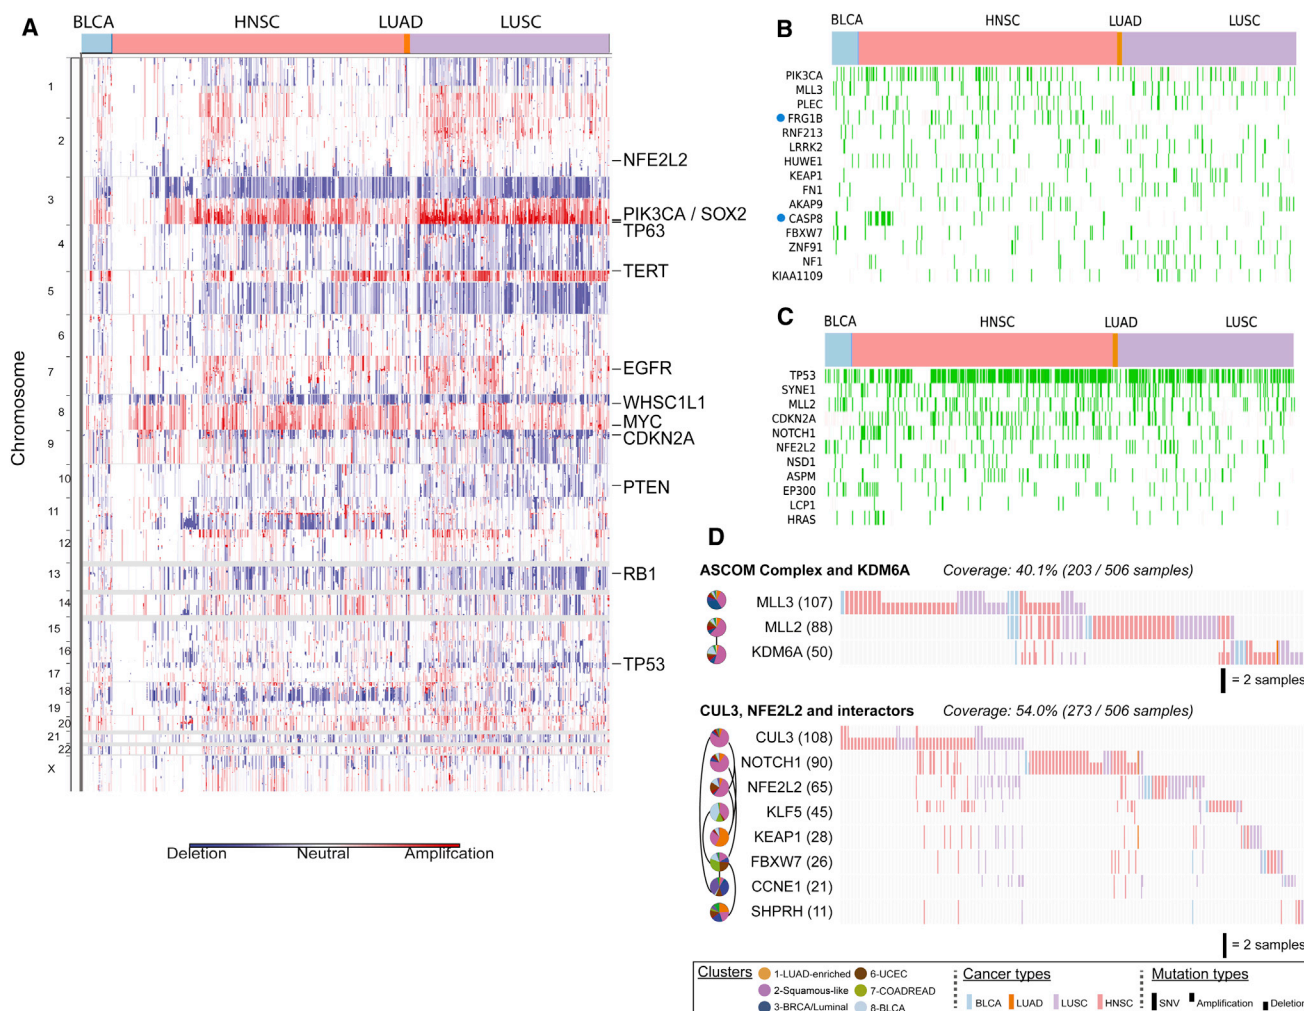 A
BLCA HNSC LUAD LUSC
Chromosome
1
2
3
4
5
6
7
8
9
10
11
12
13
14
15
16
17
18
19
20
21
22
X
NFE2L2
PIK3CA / SOX2
TP63
TERT
EGFR
WHSC1L1
MYC
CDKN2A
PTEN
RB1
TP53
Deletion Neutral Amplifcation
B
BLCA HNSC LUAD LUSC
PIK3CA
MLL3
PLEC
FRG1B
RNF213
LRRK2
HUWE1
KEAP1
FN1
AKAP9
CASP8
FBXW7
ZNF91
NF1
KIAA1109
C
BLCA HNSC LUAD LUSC
TP53
SYNE1
MLL2
CDKN2A
NOTCH1
NFE2L2
NSD1
ASPM
EP300
LCP1
HRAS
D
ASCOM Complex and KDM6A Coverage: 40.1% (203 / 506 samples)
MLL3 (107)
MLL2 (88)
KDM6A (50)
= 2 samples
CUL3, NFE2L2 and interactors Coverage: 54.0% (273 / 506 samples)
CUL3 (108)
NOTCH1 (90)
NFE2L2 (65)
KLF5 (45)
KEAP1 (28)
FBXW7 (26)
CCNE1 (21)
SHPRH (11)
= 2 samples
Clusters 1-LUAD-enriched 6-UCEC Cancer types Mutation types
2-Squamous-like 7-COADREAD
3-BRCA/Luminal 8-BLCA BLCA LUAD LUSC HNSC SNV Amplification Deletion